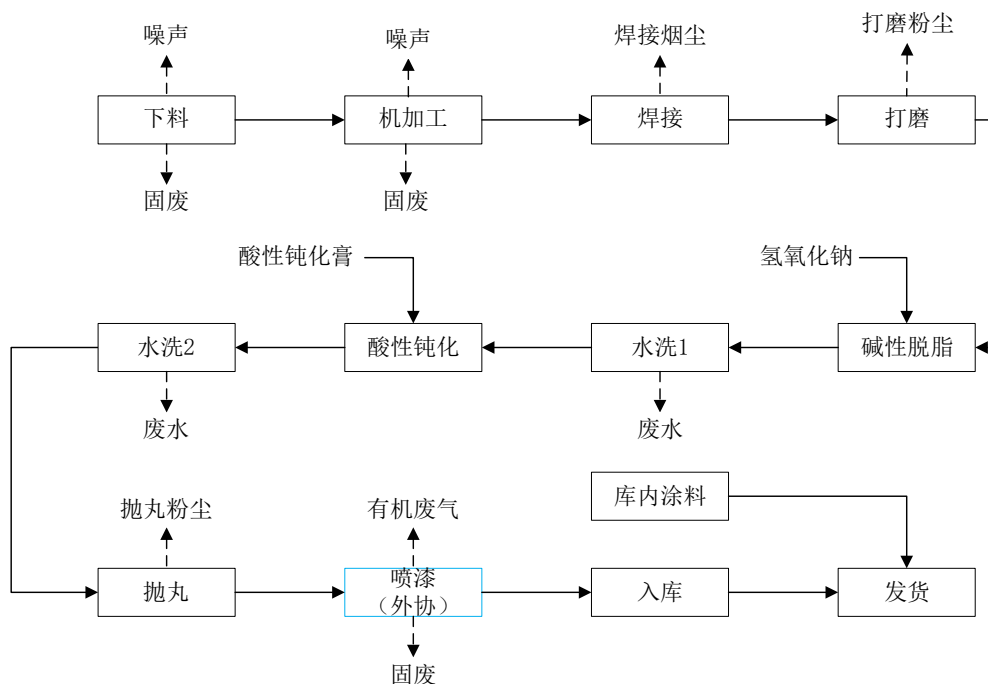 噪声
噪声
焊接烟尘
打磨粉尘
下料
机加工
焊接
打磨
固废
固废
酸性钝化膏
氢氧化钠
水洗2
酸性钝化
水洗1
碱性脱脂
废水
废水
库内涂料
抛丸粉尘
有机废气
抛丸
喷漆
（外协）
入库
发货
固废